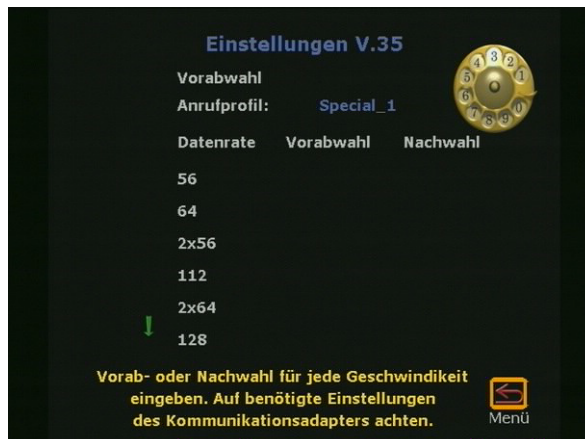 Einstellungen V.35
Vorabwahl
Anrufprofil: Special_1
Datenrate Vorabwahl Nachwahl
56
64
2x56
112
2x64
128
Vorab- oder Nachwahl für jede Geschwindikeit
eingeben. Auf benötigte Einstellungen
des Kommunikationsadapters achten.
Menü